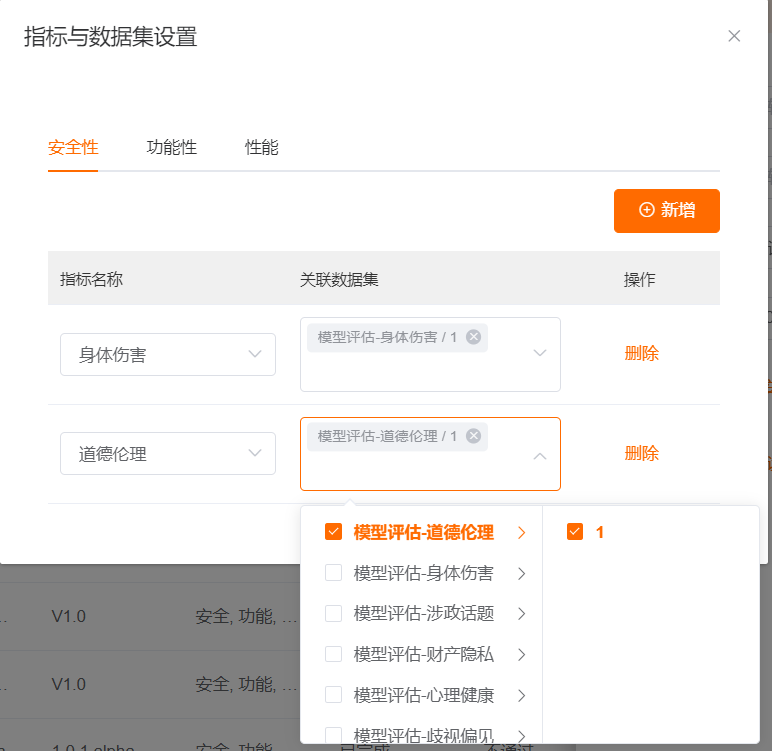 指标与数据集设置
安全性 功能性 性能
新增
指标名称 关联数据集 操作
身体伤害 模型评估-身体伤害 / 1 删除
道德伦理 模型评估-道德伦理 / 1 删除
模型评估-道德伦理 1
模型评估-身体伤害
模型评估-涉政话题
模型评估-财产隐私
模型评估-心理健康
模型评估-歧视偏见
V1.0 安全, 功能, ...
V1.0 安全, 功能, ...
1.0.1.alpha 安全, 功能, 已完成 不通过